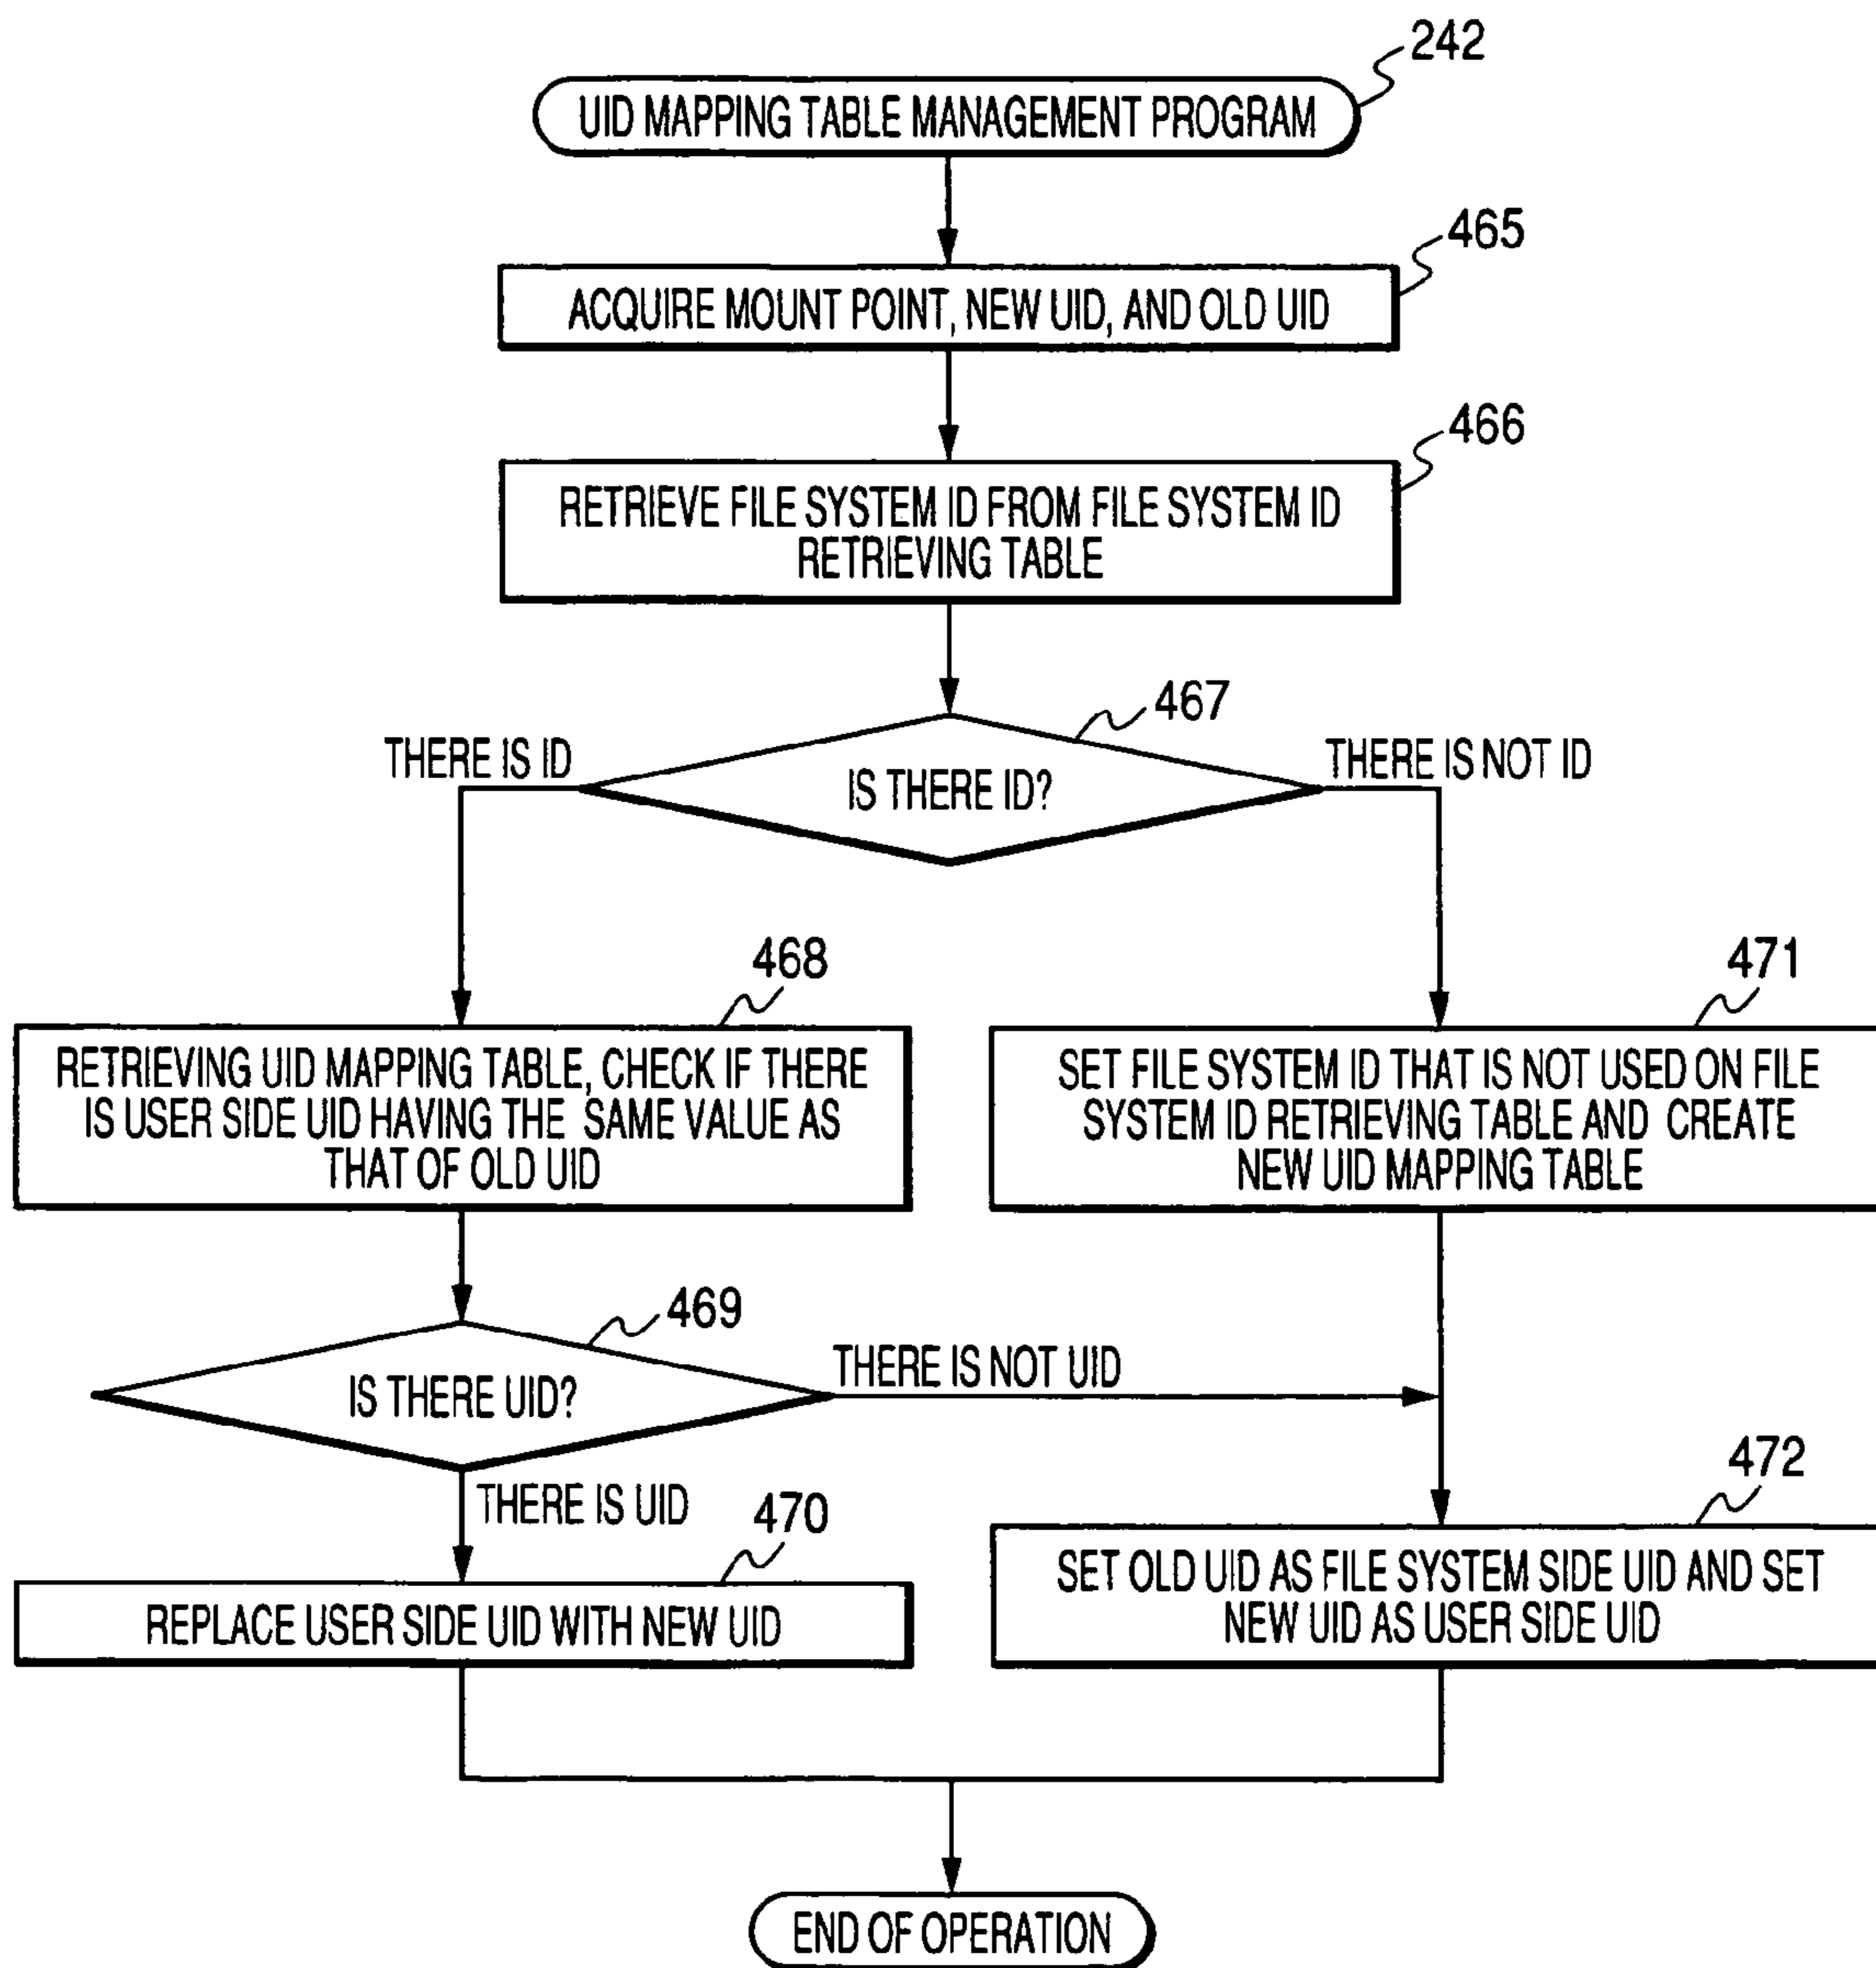 242
UID MAPPING TABLE MANAGEMENT PROGRAM
465
ACQUIRE MOUNT POINT, NEW UID, AND OLD UID
466
RETRIEVE FILE SYSTEM ID FROM FILE SYSTEM ID
RETRIEVING TABLE
467
THERE IS ID
IS THERE ID?
THERE IS NOT ID
468
RETRIEVING UID MAPPING TABLE, CHECK IF THERE
IS USER SIDE UID HAVING THE SAME VALUE AS
THAT OF OLD UID
471
SET FILE SYSTEM ID THAT IS NOT USED ON FILE
SYSTEM ID RETRIEVING TABLE AND CREATE
NEW UID MAPPING TABLE
469
IS THERE UID?
THERE IS NOT UID
THERE IS UID
470
REPLACE USER SIDE UID WITH NEW UID
472
SET OLD UID AS FILE SYSTEM SIDE UID AND SET
NEW UID AS USER SIDE UID
END OF OPERATION